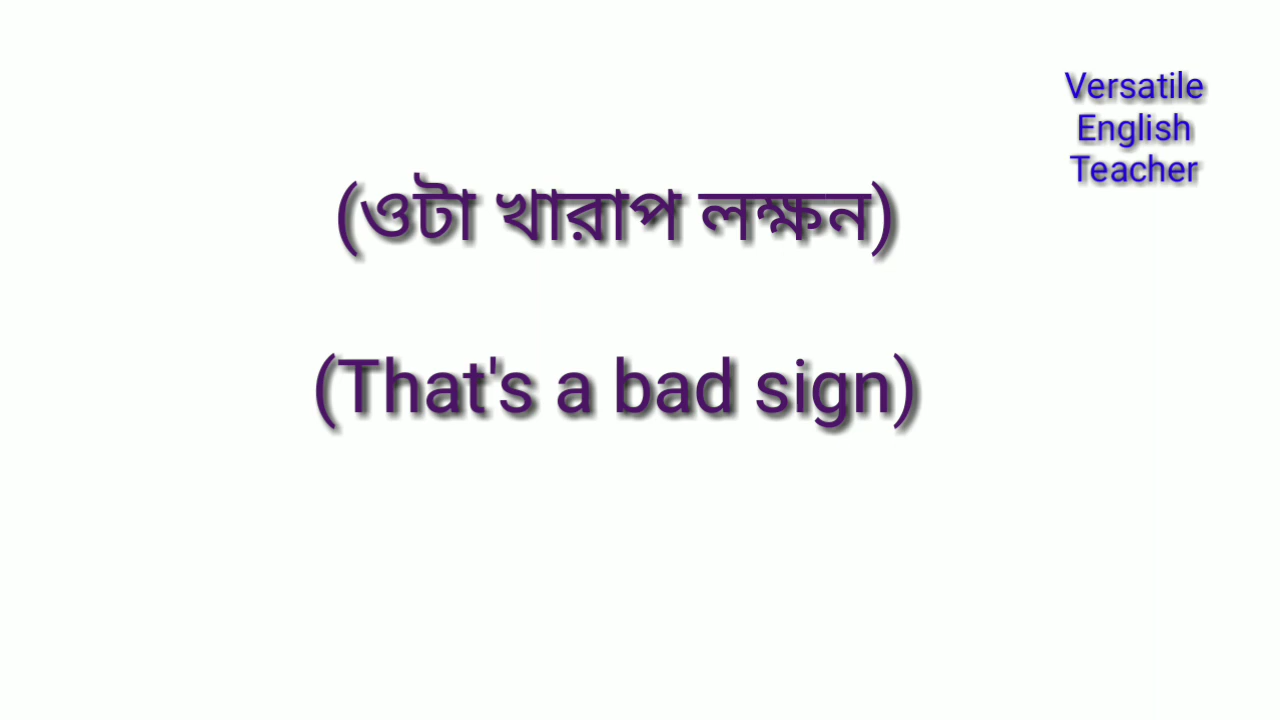 Versatile
English
Teacher
(ওটা খারাপ লক্ষন)
(That's a bad sign)